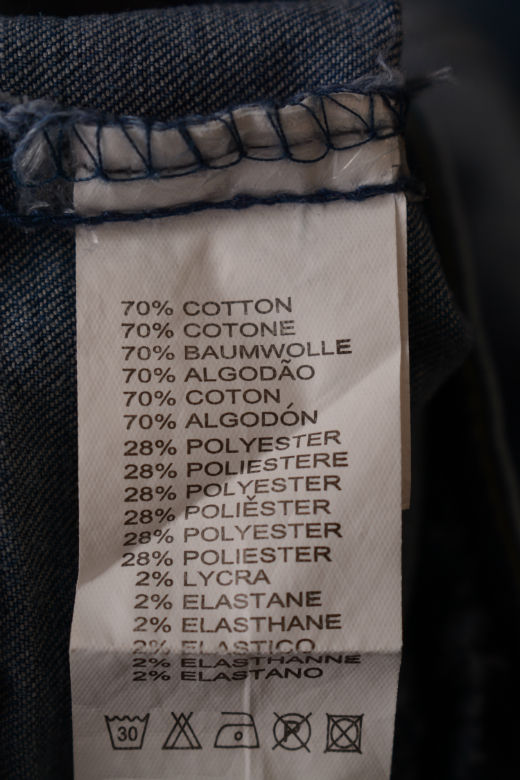 70% COTTON
70% COTONE
70% BAUMWOLLE
70% ALGODÃO
70% COTON
70% ALGODÓN
28% POLYESTER
28% POLIESTERE
28% POLYESTER
28% POLIĚSTER
28% POLYESTER
28% POLIESTER
2% LYCRA
2% ELASTANE
2% ELASTHANE
2% ELASTICO
2% ELASTHANNE
2% ELASTANO
30 P